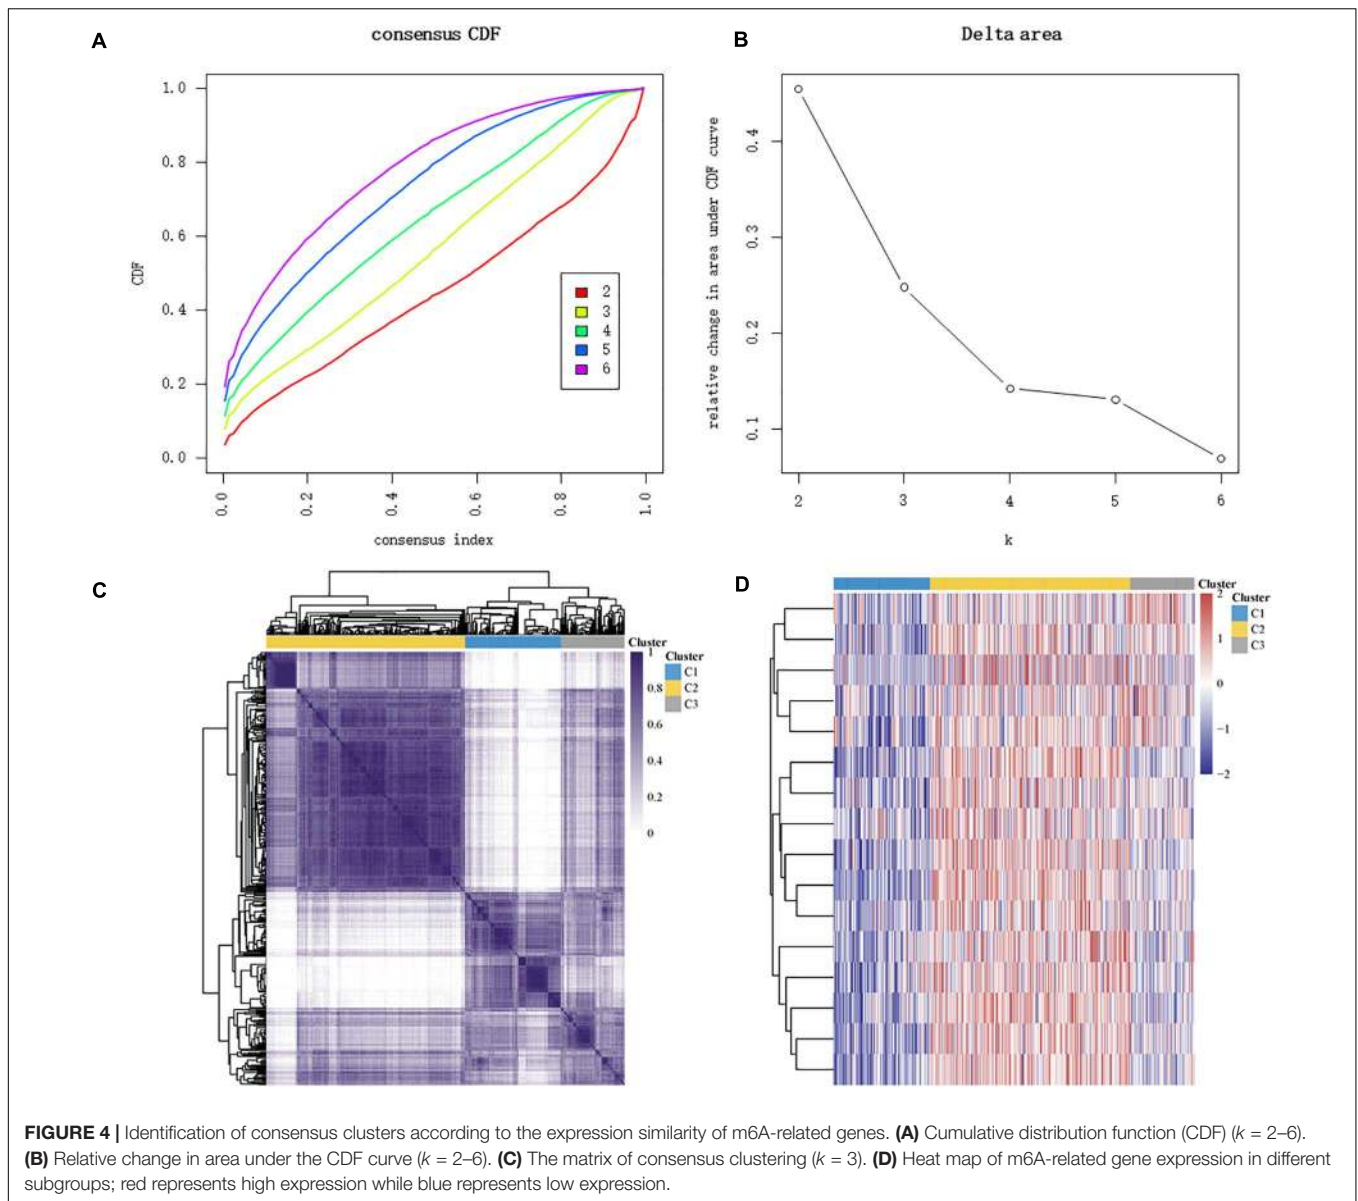 A
consensus CDF
CDF
1.0
0.8
0.6
0.4
0.2
0.0
2
3
4
5
6
0.0
0.2
0.4
0.6
0.8
1.0
consensus index
B
Delta area
relative change in area under CDF curve
0.4
0.3
0.2
0.1
2
3
4
5
6
k
C
Cluster
1
0.8
0.6
0.4
0.2
0
Cluster
C1
C2
C3
D
Cluster
2
1
0
−1
−2
Cluster
C1
C2
C3
FIGURE 4 | Identification of consensus clusters according to the expression similarity of m6A-related genes. (A) Cumulative distribution function (CDF) (k = 2–6).
(B) Relative change in area under the CDF curve (k = 2–6). (C) The matrix of consensus clustering (k = 3). (D) Heat map of m6A-related gene expression in different
subgroups; red represents high expression while blue represents low expression.